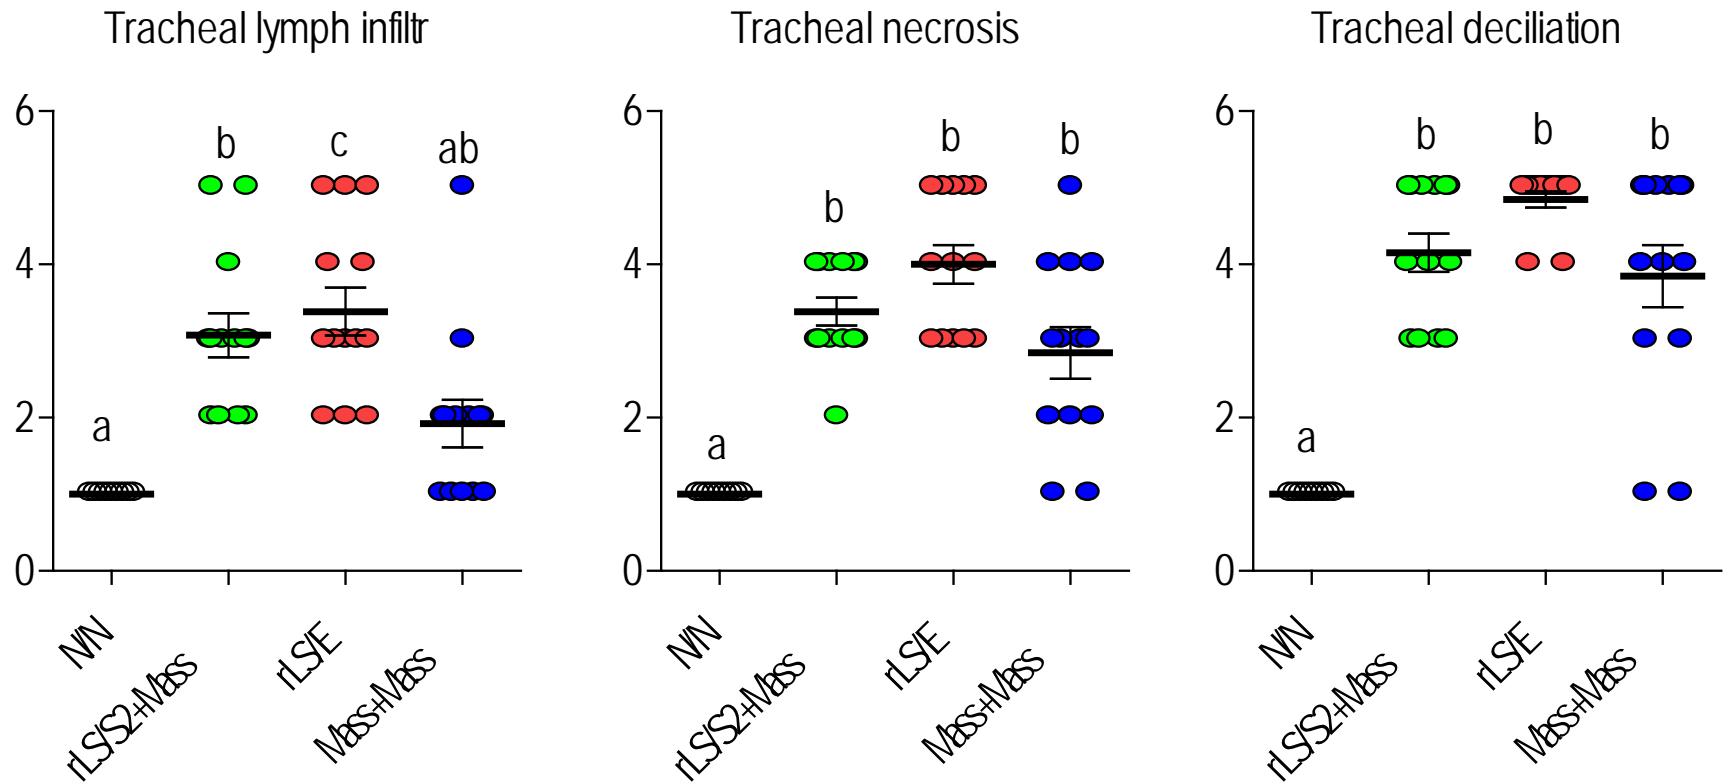 Tracheal lymph infiltr
6
4
2
0
a
b
c
ab
N/N
rLS/S2+Mass
rLS/E
Mass+Mass
Tracheal necrosis
6
4
2
0
a
b
b
b
N/N
rLS/S2+Mass
rLS/E
Mass+Mass
Tracheal deciliation
6
4
2
0
a
b
b
b
N/N
rLS/S2+Mass
rLS/E
Mass+Mass